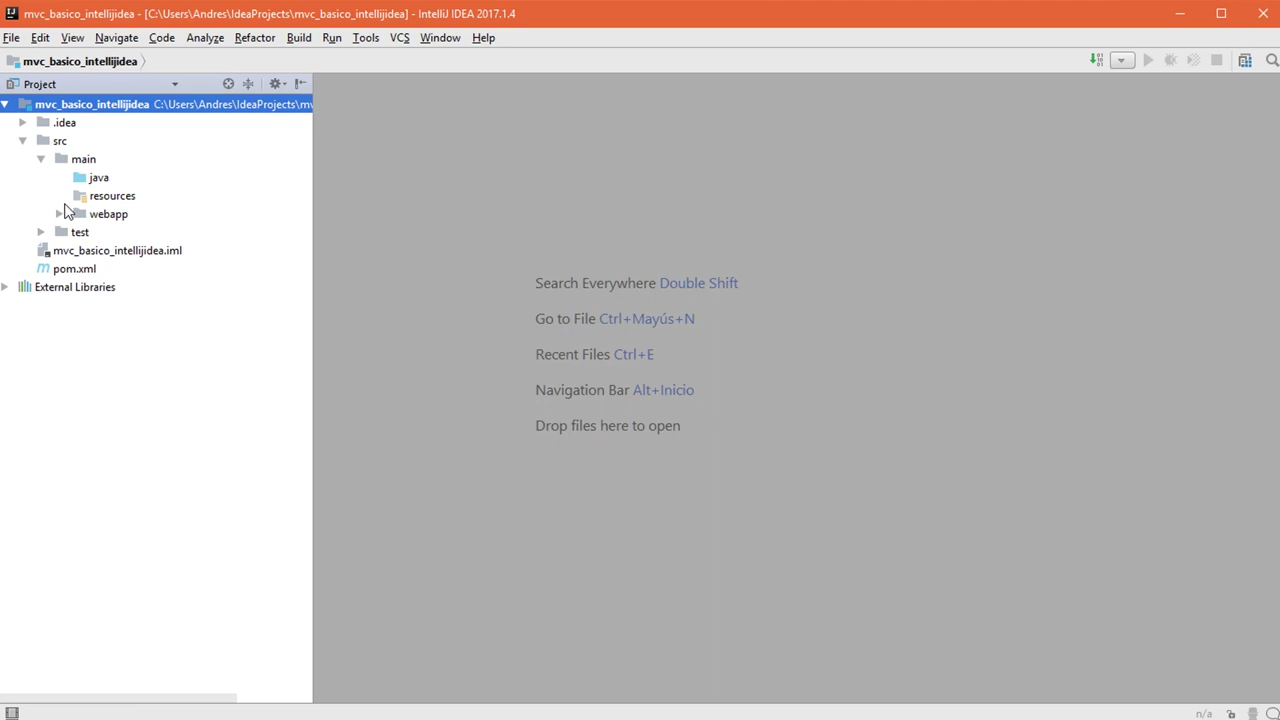 mvc_basico_intellijidea - [C:\Users\Andres\IdeaProjects\mvc_basico_intellijidea] - IntelliJ IDEA 2017.1.4
File Edit View Navigate Code Analyze Refactor Build Run Tools VCS Window Help
mvc_basico_intellijidea
Project
mvc_basico_intellijidea C:\Users\Andres\IdeaProjects\mv
.idea
src
main
java
resources
webapp
test
mvc_basico_intellijidea.iml
pom.xml
External Libraries
Search Everywhere Double Shift
Go to File Ctrl+Mayús+N
Recent Files Ctrl+E
Navigation Bar Alt+Inicio
Drop files here to open
n/a